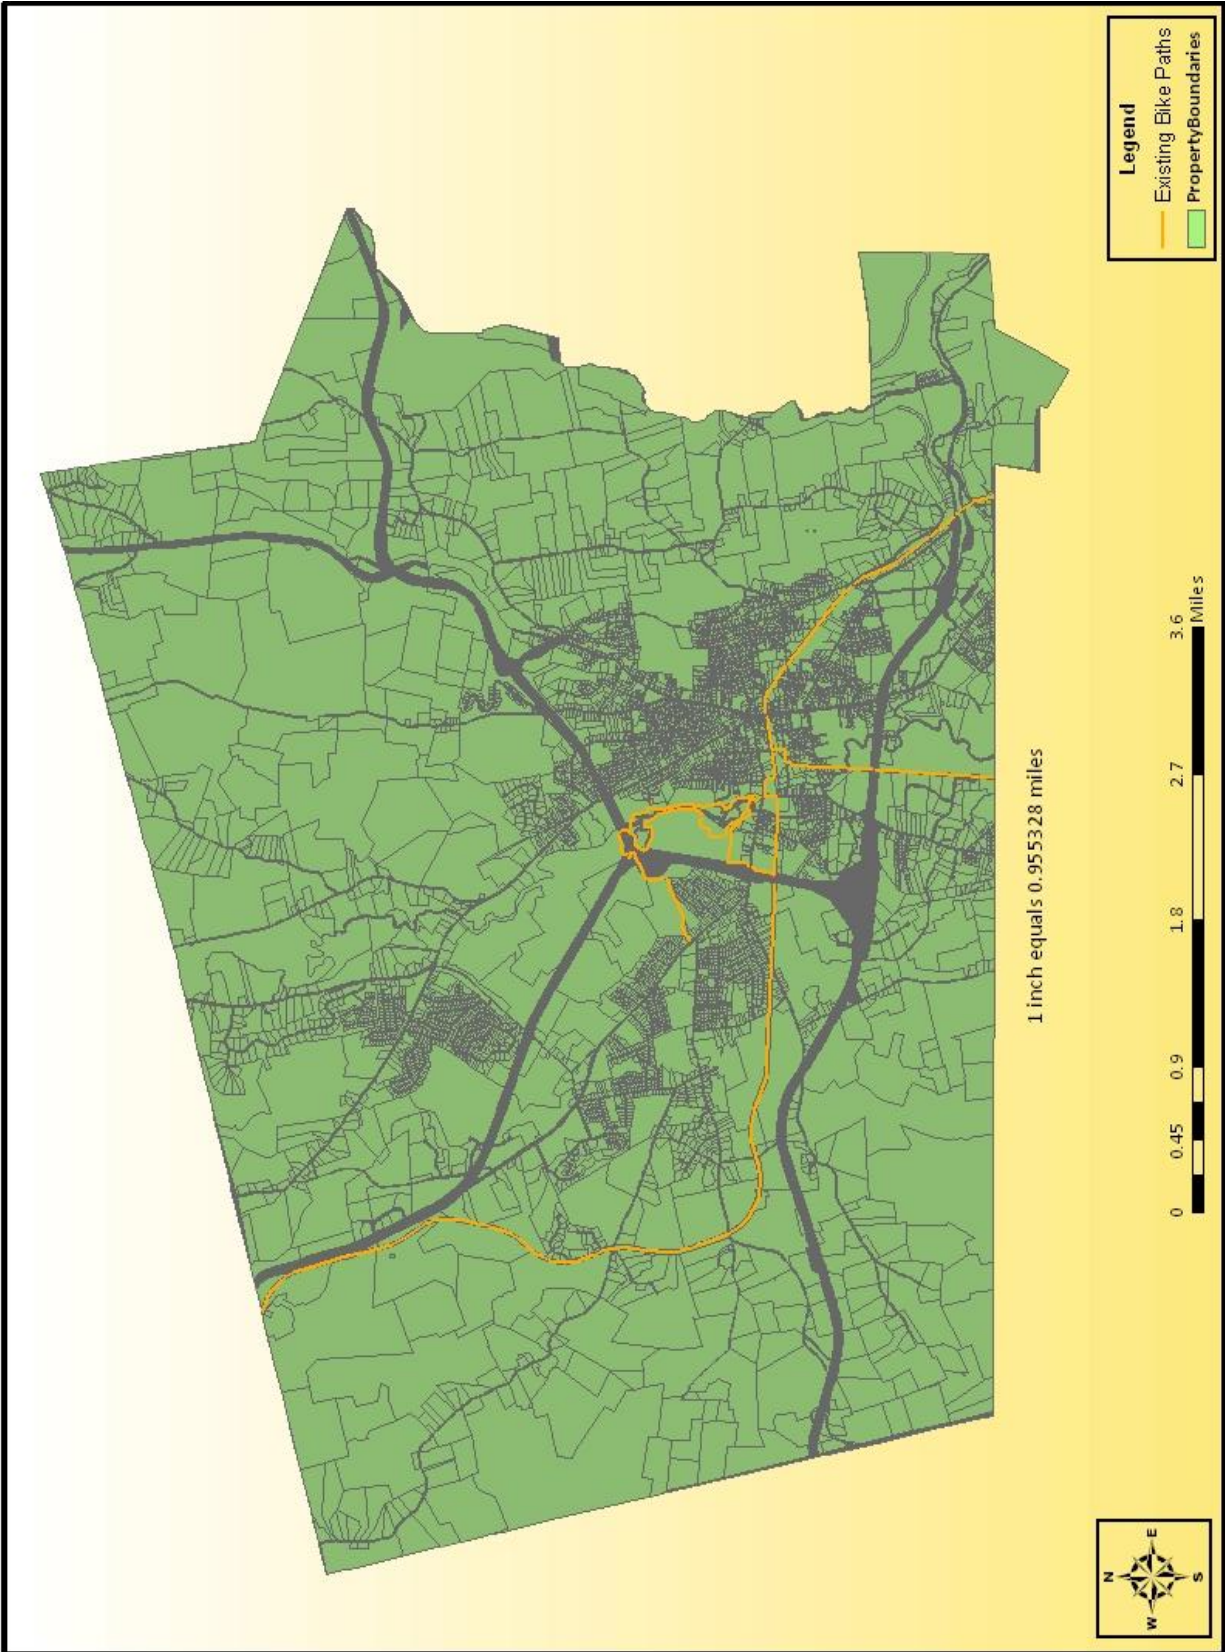 Legend
Existing Bike Paths
PropertyBoundaries
1 inch equals 0.955328 miles
0 0.45 0.9 1.8 2.7 3.6
Miles
N
W E
S